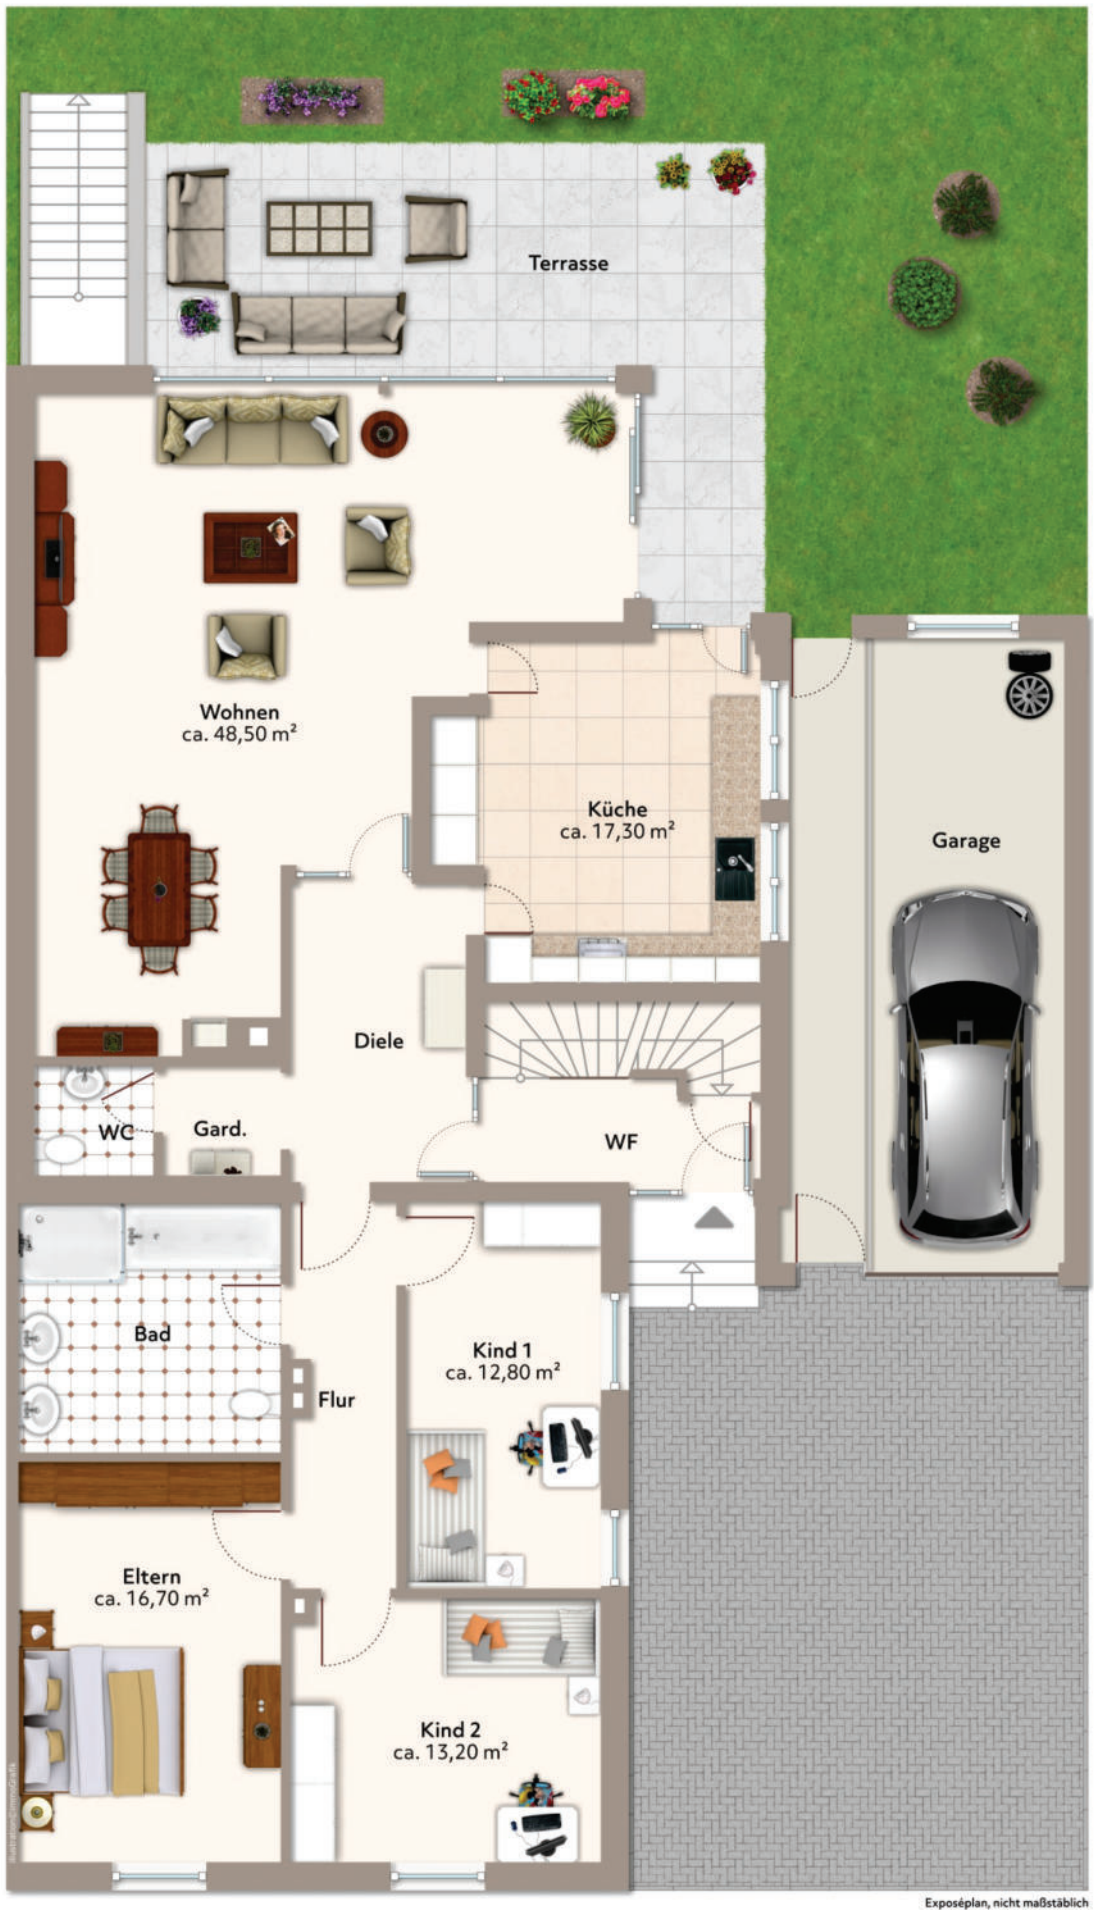 Terrasse
Wohnen
ca. 48,50 m²
Küche
ca. 17,30 m²
Garage
Diele
WC
Gard.
WF
Bad
Kind 1
ca. 12,80 m²
Flur
Eltern
ca. 16,70 m²
Kind 2
ca. 13,20 m²
Exposéplan, nicht maßstäblich